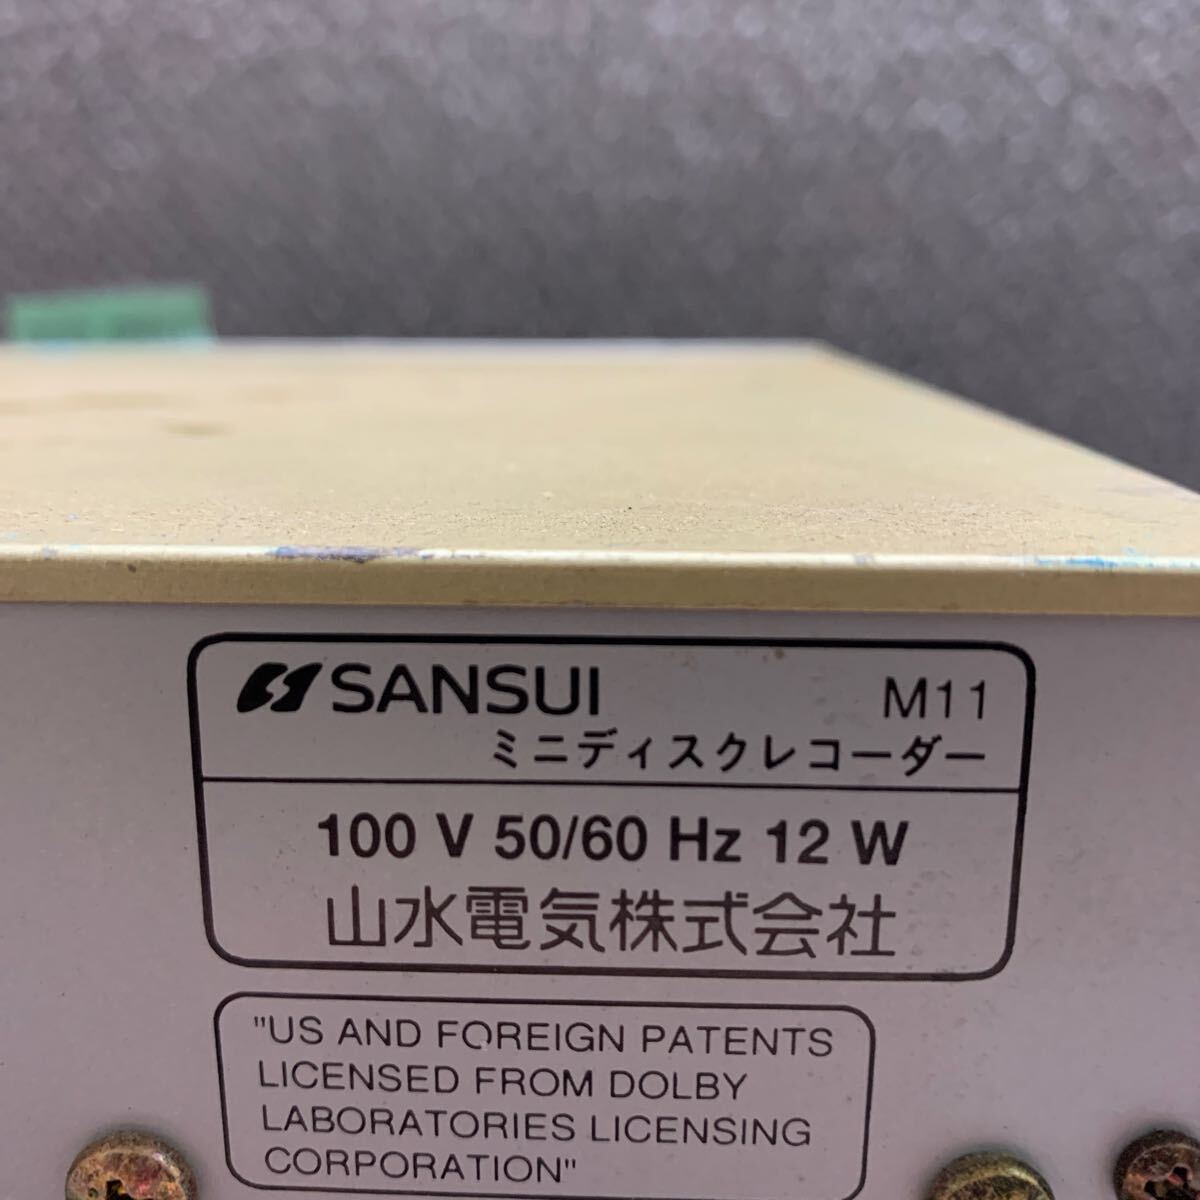 SANSUI M11
ミニディスクレコーダー
100 V 50/60 Hz 12 W
山水電気株式会社
"US AND FOREIGN PATENTS
LICENSED FROM DOLBY
LABORATORIES LICENSING
CORPORATION"